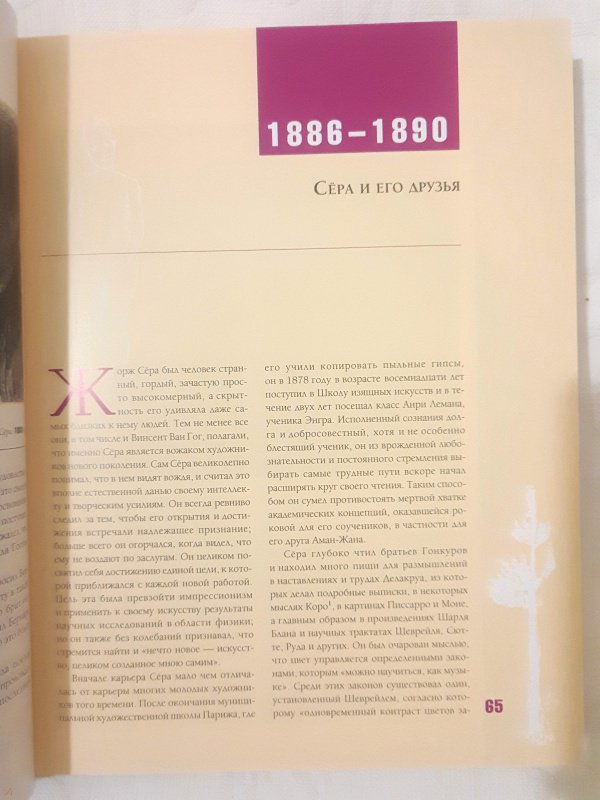 1886–1890
СЁРА И ЕГО ДРУЗЬЯ
Жорж Сёра был человек стран-
ный, гордый, зачастую прос-
то высокомерный, а скрыт-
ность его удивляла даже са-
мых близких к нему людей. Тем не менее все
они, в том числе и Винсент Ван Гог, полагали,
что именно Сёра является вожаком художни-
ков нового поколения. Сам Сёра великолепно
понимал, что в нем видят вождя, и считал это
вполне естественной данью своему интеллек-
ту и творческим усилиям. Он всегда ревниво
следил за тем, чтобы его открытия и дости-
жения встречали надлежащее признание;
больше всего он огорчался, когда видел, что
ему не воздают по заслугам. Он целиком по-
святил себя достижению единой цели, к кото-
рой приближался с каждой новой работой.
Цель эта была превзойти импрессионизм
и применить к своему искусству результаты
научных исследований в области физики;
но он также без колебаний признавал, что
стремится найти и «нечто новое — искусст-
во, целиком созданное мною самим».
Вначале карьера Сёра мало чем отлича-
лась от карьеры многих молодых художни-
ков того времени. После окончания муници-
пальной художественной школы Парижа, где
его учили копировать пыльные гипсы,
он в 1878 году в возрасте восемнадцати лет
поступил в Школу изящных искусств и в те-
чение двух лет посещал класс Анри Лемана,
ученика Энгра. Исполненный сознания дол-
га и добросовестный, хотя и не особенно
блестящий ученик, он из врожденной любо-
знательности и постоянного стремления вы-
бирать самые трудные пути вскоре начал
расширять круг своего чтения. Таким спосо-
бом он сумел противостоять мертвой хватке
академических концепций, оказавшейся ро-
ковой для его соучеников, в частности для
его друга Аман-Жана.
Сёра глубоко чтил братьев Гонкуров
и находил много пищи для размышлений
в наставлениях и трудах Делакруа, из кото-
рых делал подробные выписки, в некоторых
мыслях Коро¹, в картинах Писсарро и Моне,
а главным образом в произведениях Шарля
Блана и научных трактатах Шеврейля, Сют-
те, Руда и других. Он был очарован мыслью,
что цвет управляется определенными зако-
нами, которым «можно научиться, как музы-
ке». Среди этих законов существовал один,
установленный Шеврейлем, согласно кото-
рому «одновременный контраст цветов за-
65